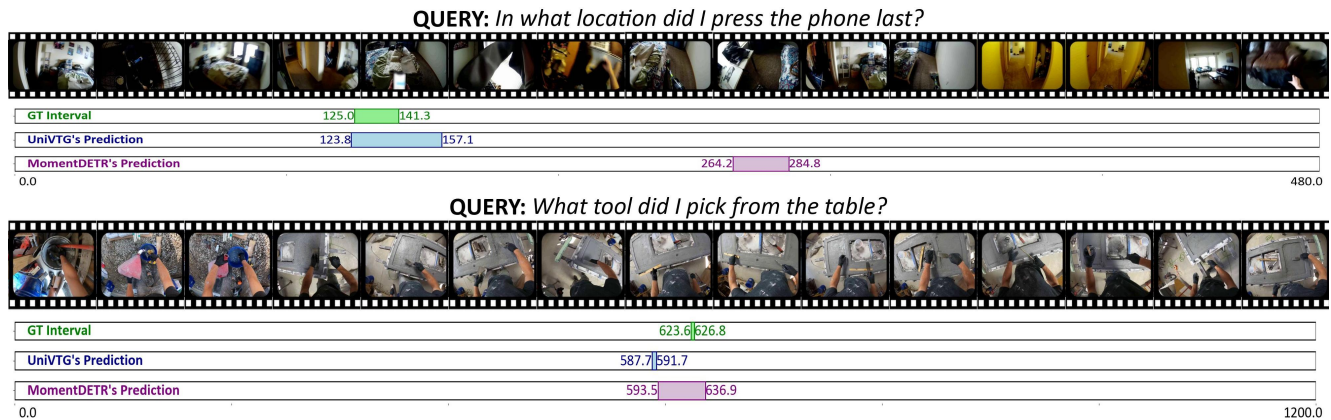 QUERY: In what location did I press the phone last?
GT Interval 125.0 141.3
UniVTG's Prediction 123.8 157.1
MomentDETR's Prediction 264.2 284.8
0.0 480.0
QUERY: What tool did I pick from the table?
GT Interval 623.6 626.8
UniVTG's Prediction 587.7 591.7
MomentDETR's Prediction 593.5 636.9
0.0 1200.0